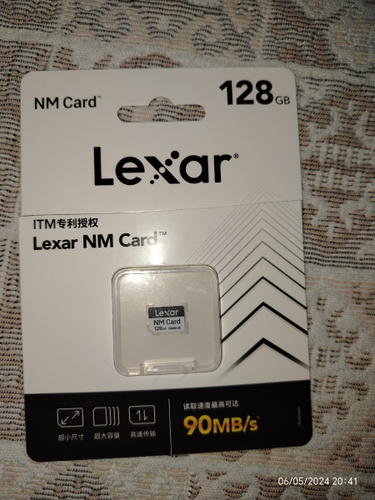 NM Card™
128GB
Lexar®
ITM专利授权
Lexar NM Card™
Lexar
NM Card
128GB
超小尺寸
超大容量
高速传输
读取速度最高可达
90MB/s*
06/05/2024 20:41